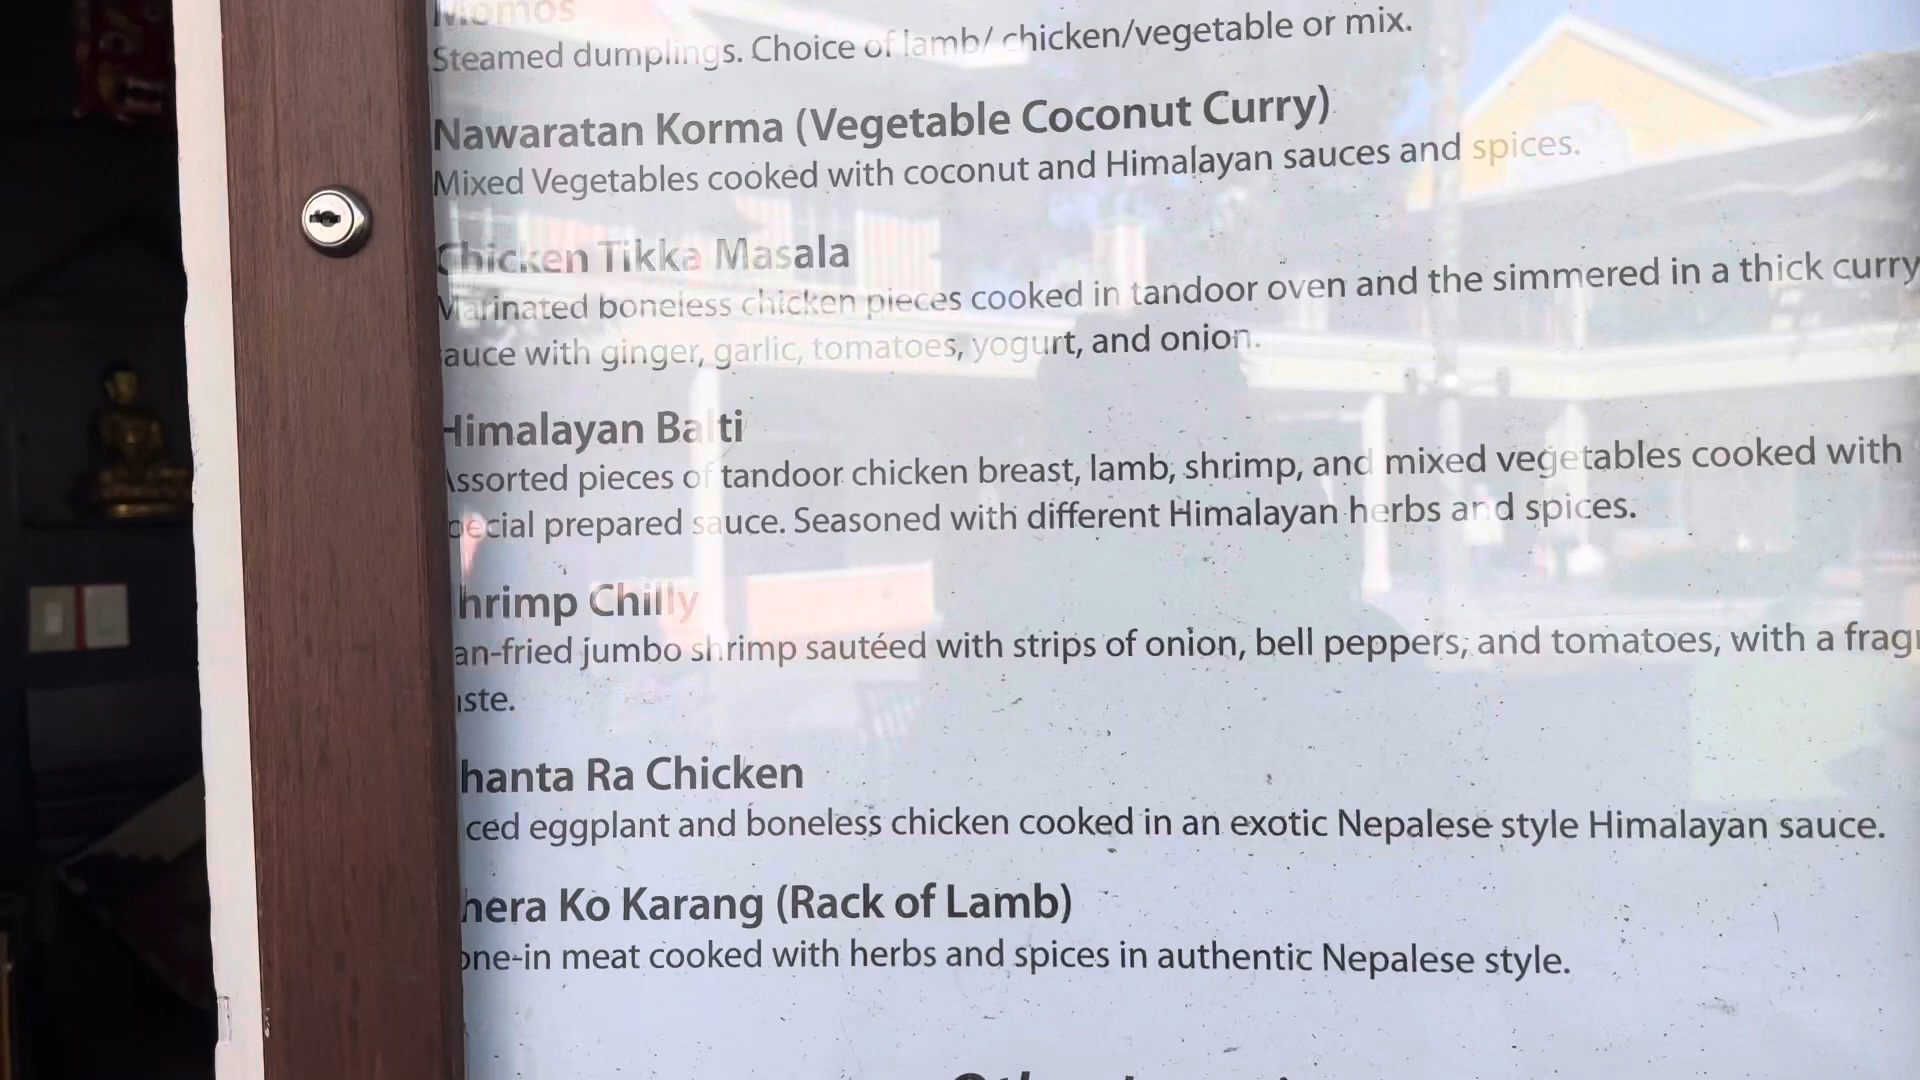 Momos
Steamed dumplings. Choice of lamb/ chicken/vegetable or mix.
Nawaratan Korma (Vegetable Coconut Curry)
Mixed Vegetables cooked with coconut and Himalayan sauces and spices.
Chicken Tikka Masala
Marinated boneless chicken pieces cooked in tandoor oven and the simmered in a thick curry
auce with ginger, garlic, tomatoes, yogurt, and onion.
Himalayan Balti
Assorted pieces of tandoor chicken breast, lamb, shrimp, and mixed vegetables cooked with
pecial prepared sauce. Seasoned with different Himalayan herbs and spices.
hrimp Chilly
an-fried jumbo shrimp sautéed with strips of onion, bell peppers, and tomatoes, with a frag
aste.
hanta Ra Chicken
ced eggplant and boneless chicken cooked in an exotic Nepalese style Himalayan sauce.
hera Ko Karang (Rack of Lamb)
one-in meat cooked with herbs and spices in authentic Nepalese style.